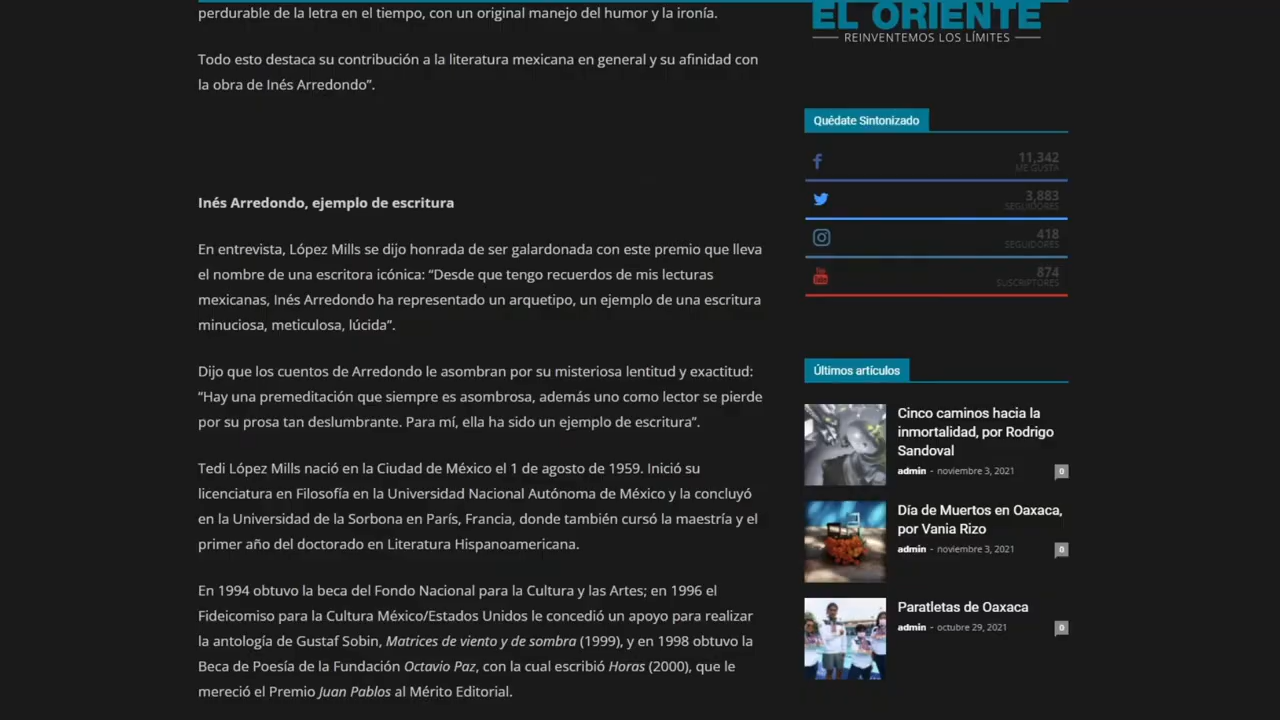 perdurable de la letra en el tiempo, con un original manejo del humor y la ironía.
Todo esto destaca su contribución a la literatura mexicana en general y su afinidad con
la obra de Inés Arredondo”.
Inés Arredondo, ejemplo de escritura
En entrevista, López Mills se dijo honrada de ser galardonada con este premio que lleva
el nombre de una escritora icónica: “Desde que tengo recuerdos de mis lecturas
mexicanas, Inés Arredondo ha representado un arquetipo, un ejemplo de una escritura
minuciosa, meticulosa, lúcida”.
Dijo que los cuentos de Arredondo le asombran por su misteriosa lentitud y exactitud:
“Hay una premeditación que siempre es asombrosa, además uno como lector se pierde
por su prosa tan deslumbrante. Para mí, ella ha sido un ejemplo de escritura”.
Tedi López Mills nació en la Ciudad de México el 1 de agosto de 1959. Inició su
licenciatura en Filosofía en la Universidad Nacional Autónoma de México y la concluyó
en la Universidad de la Sorbona en París, Francia, donde también cursó la maestría y el
primer año del doctorado en Literatura Hispanoamericana.
En 1994 obtuvo la beca del Fondo Nacional para la Cultura y las Artes; en 1996 el
Fideicomiso para la Cultura México/Estados Unidos le concedió un apoyo para realizar
la antología de Gustaf Sobin, Matrices de viento y de sombra (1999), y en 1998 obtuvo la
Beca de Poesía de la Fundación Octavio Paz, con la cual escribió Horas (2000), que le
mereció el Premio Juan Pablos al Mérito Editorial.
EL ORIENTE
REINVENTEMOS LOS LÍMITES
Quédate Sintonizado
11,342
ME GUSTA
3,883
SEGUIDORES
418
SEGUIDORES
You Tube
874
SUSCRIPTORES
Últimos artículos
Cinco caminos hacia la
inmortalidad, por Rodrigo
Sandoval
admin - noviembre 3, 2021 0
Día de Muertos en Oaxaca,
por Vania Rizo
admin - noviembre 3, 2021 0
Paratletas de Oaxaca
admin - octubre 29, 2021 0